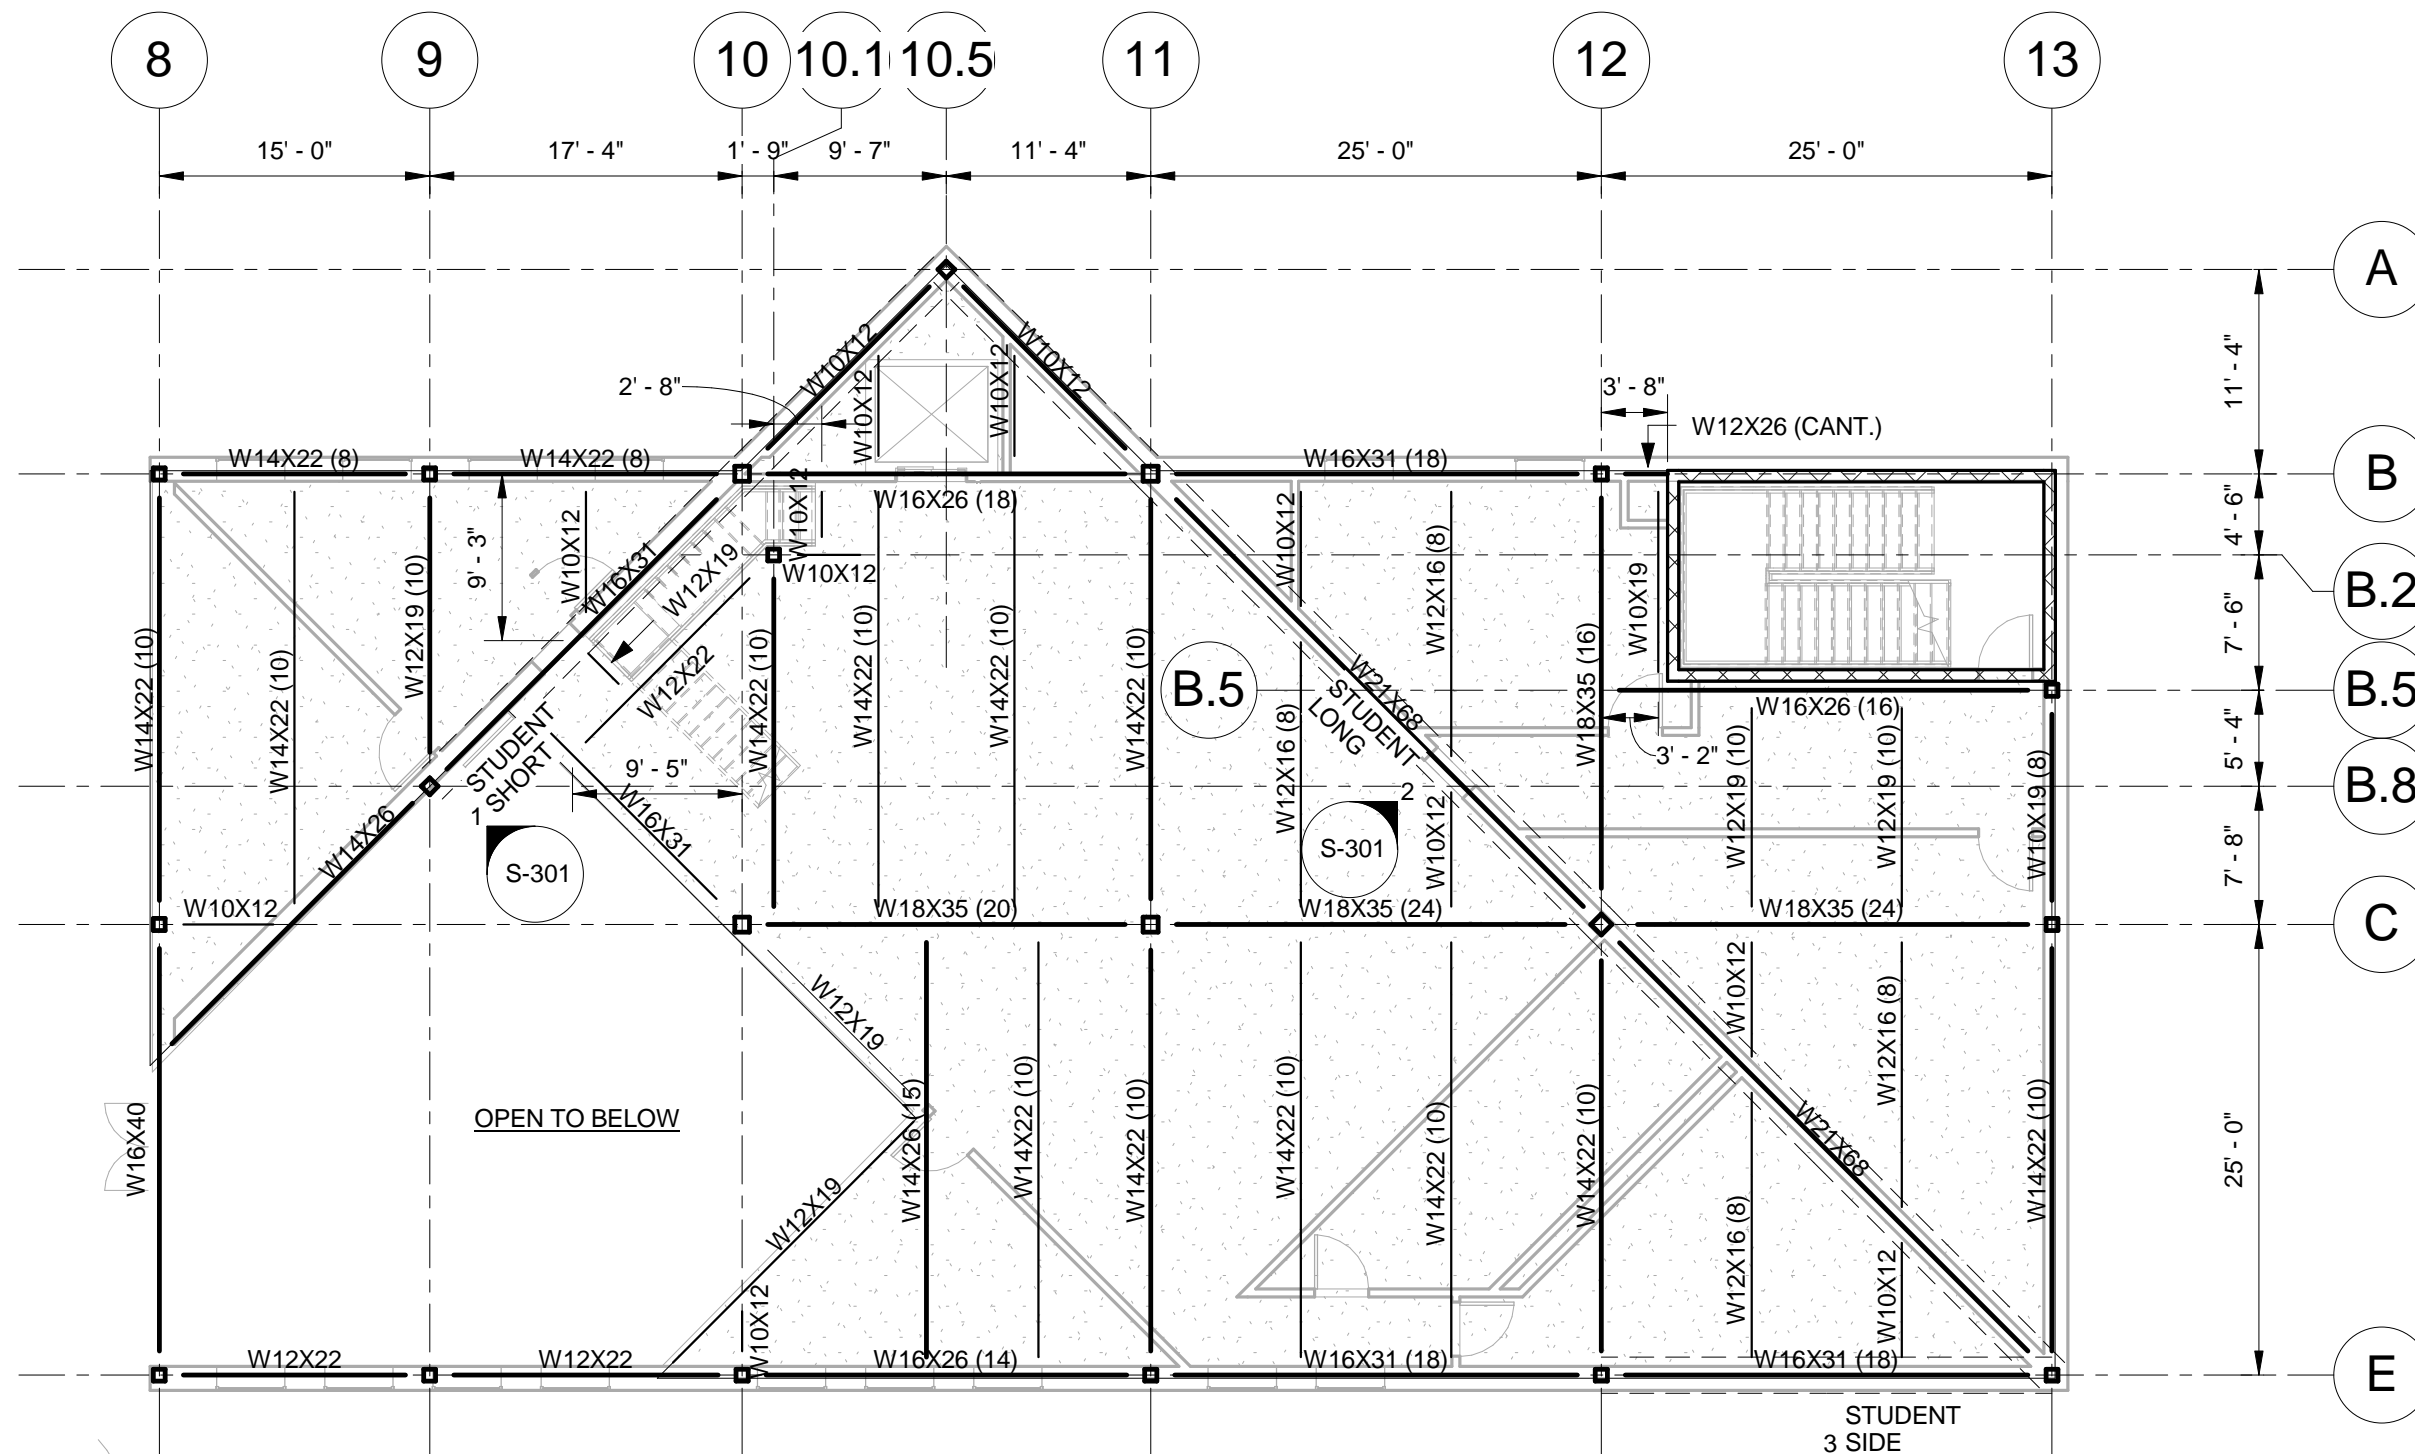 8
9
10
10.1
10.5
11
12
13
15' - 0"
17' - 4"
1' - 9"
9' - 7"
11' - 4"
25' - 0"
25' - 0"
A
11' - 4"
W10X12
W10X12
2' - 8"
W10X12
W10X12
3' - 8"
W12X26 (CANT.)
W14X22 (8)
W14X22 (8)
W16X31 (18)
B
W16X26 (18)
4' - 6"
9' - 3"
W10X12
W10X12
W10X12
W12X16 (8)
W16X31
W12X19
W10X12
W10X19
B.2
7' - 6"
W14X22 (10)
W14X22 (10)
W12X19 (10)
W12X22
W14X22 (10)
W14X22 (10)
W14X22 (10)
W14X22 (10)
B.5
W12X16 (8)
W21X68
STUDENT
LONG
W18X35 (16)
W16X26 (16)
B.5
3' - 2"
5' - 4"
STUDENT
SHORT
1
S-301
9' - 5"
W16X31
2
S-301
W10X12
W12X19 (10)
W12X19 (10)
W10X19 (8)
B.8
W14X26
7' - 8"
W10X12
W18X35 (20)
W18X35 (24)
W18X35 (24)
C
W12X19
W10X12
W12X16 (8)
W16X40
OPEN TO BELOW
W14X26 (15)
W14X22 (10)
W14X22 (10)
W14X22 (10)
W14X22 (10)
W14X22 (10)
W21X68
W14X22 (10)
25' - 0"
W12X19
W12X16 (8)
W10X12
W10X12
W12X22
W12X22
W16X26 (14)
W16X31 (18)
W16X31 (18)
E
STUDENT
3 SIDE